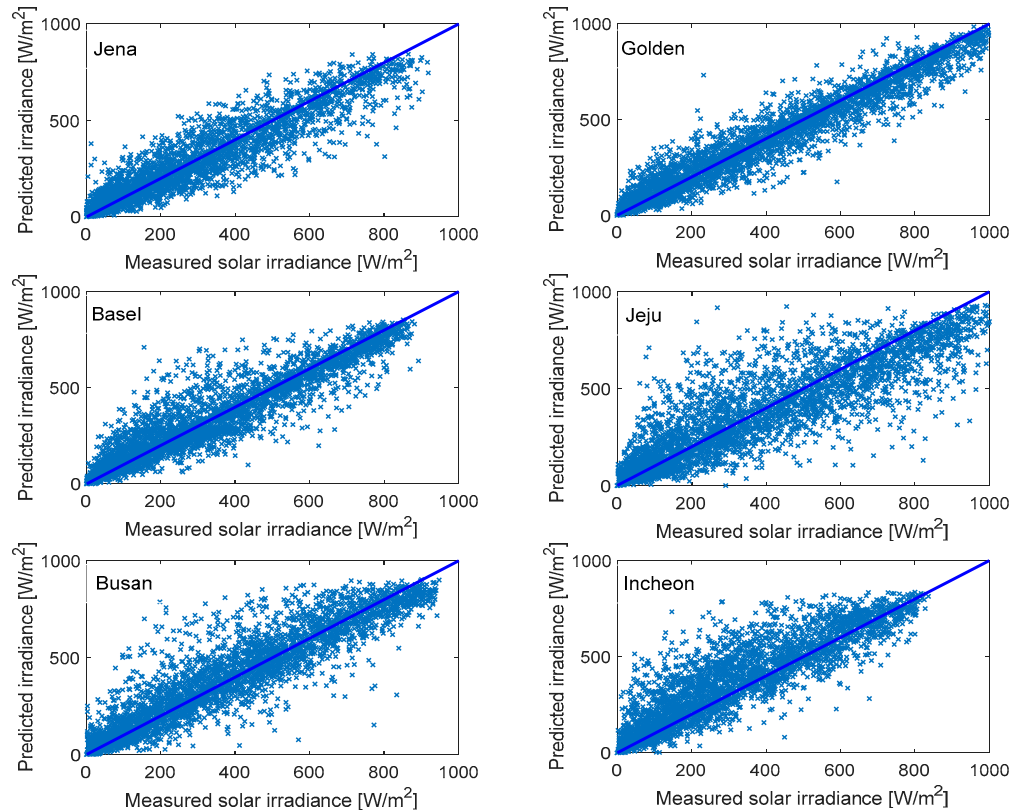 Jena
Predicted irradiance [W/m²]
1000
500
0
0 200 400 600 800 1000
Measured solar irradiance [W/m²]
Golden
Predicted irradiance [W/m²]
1000
500
0
0 200 400 600 800 1000
Measured solar irradiance [W/m²]
Basel
Predicted irradiance [W/m²]
1000
500
0
0 200 400 600 800 1000
Measured solar irradiance [W/m²]
Jeju
Predicted irradiance [W/m²]
1000
500
0
0 200 400 600 800 1000
Measured solar irradiance [W/m²]
Busan
Predicted irradiance [W/m²]
1000
500
0
0 200 400 600 800 1000
Measured solar irradiance [W/m²]
Incheon
Predicted irradiance [W/m²]
1000
500
0
0 200 400 600 800 1000
Measured solar irradiance [W/m²]